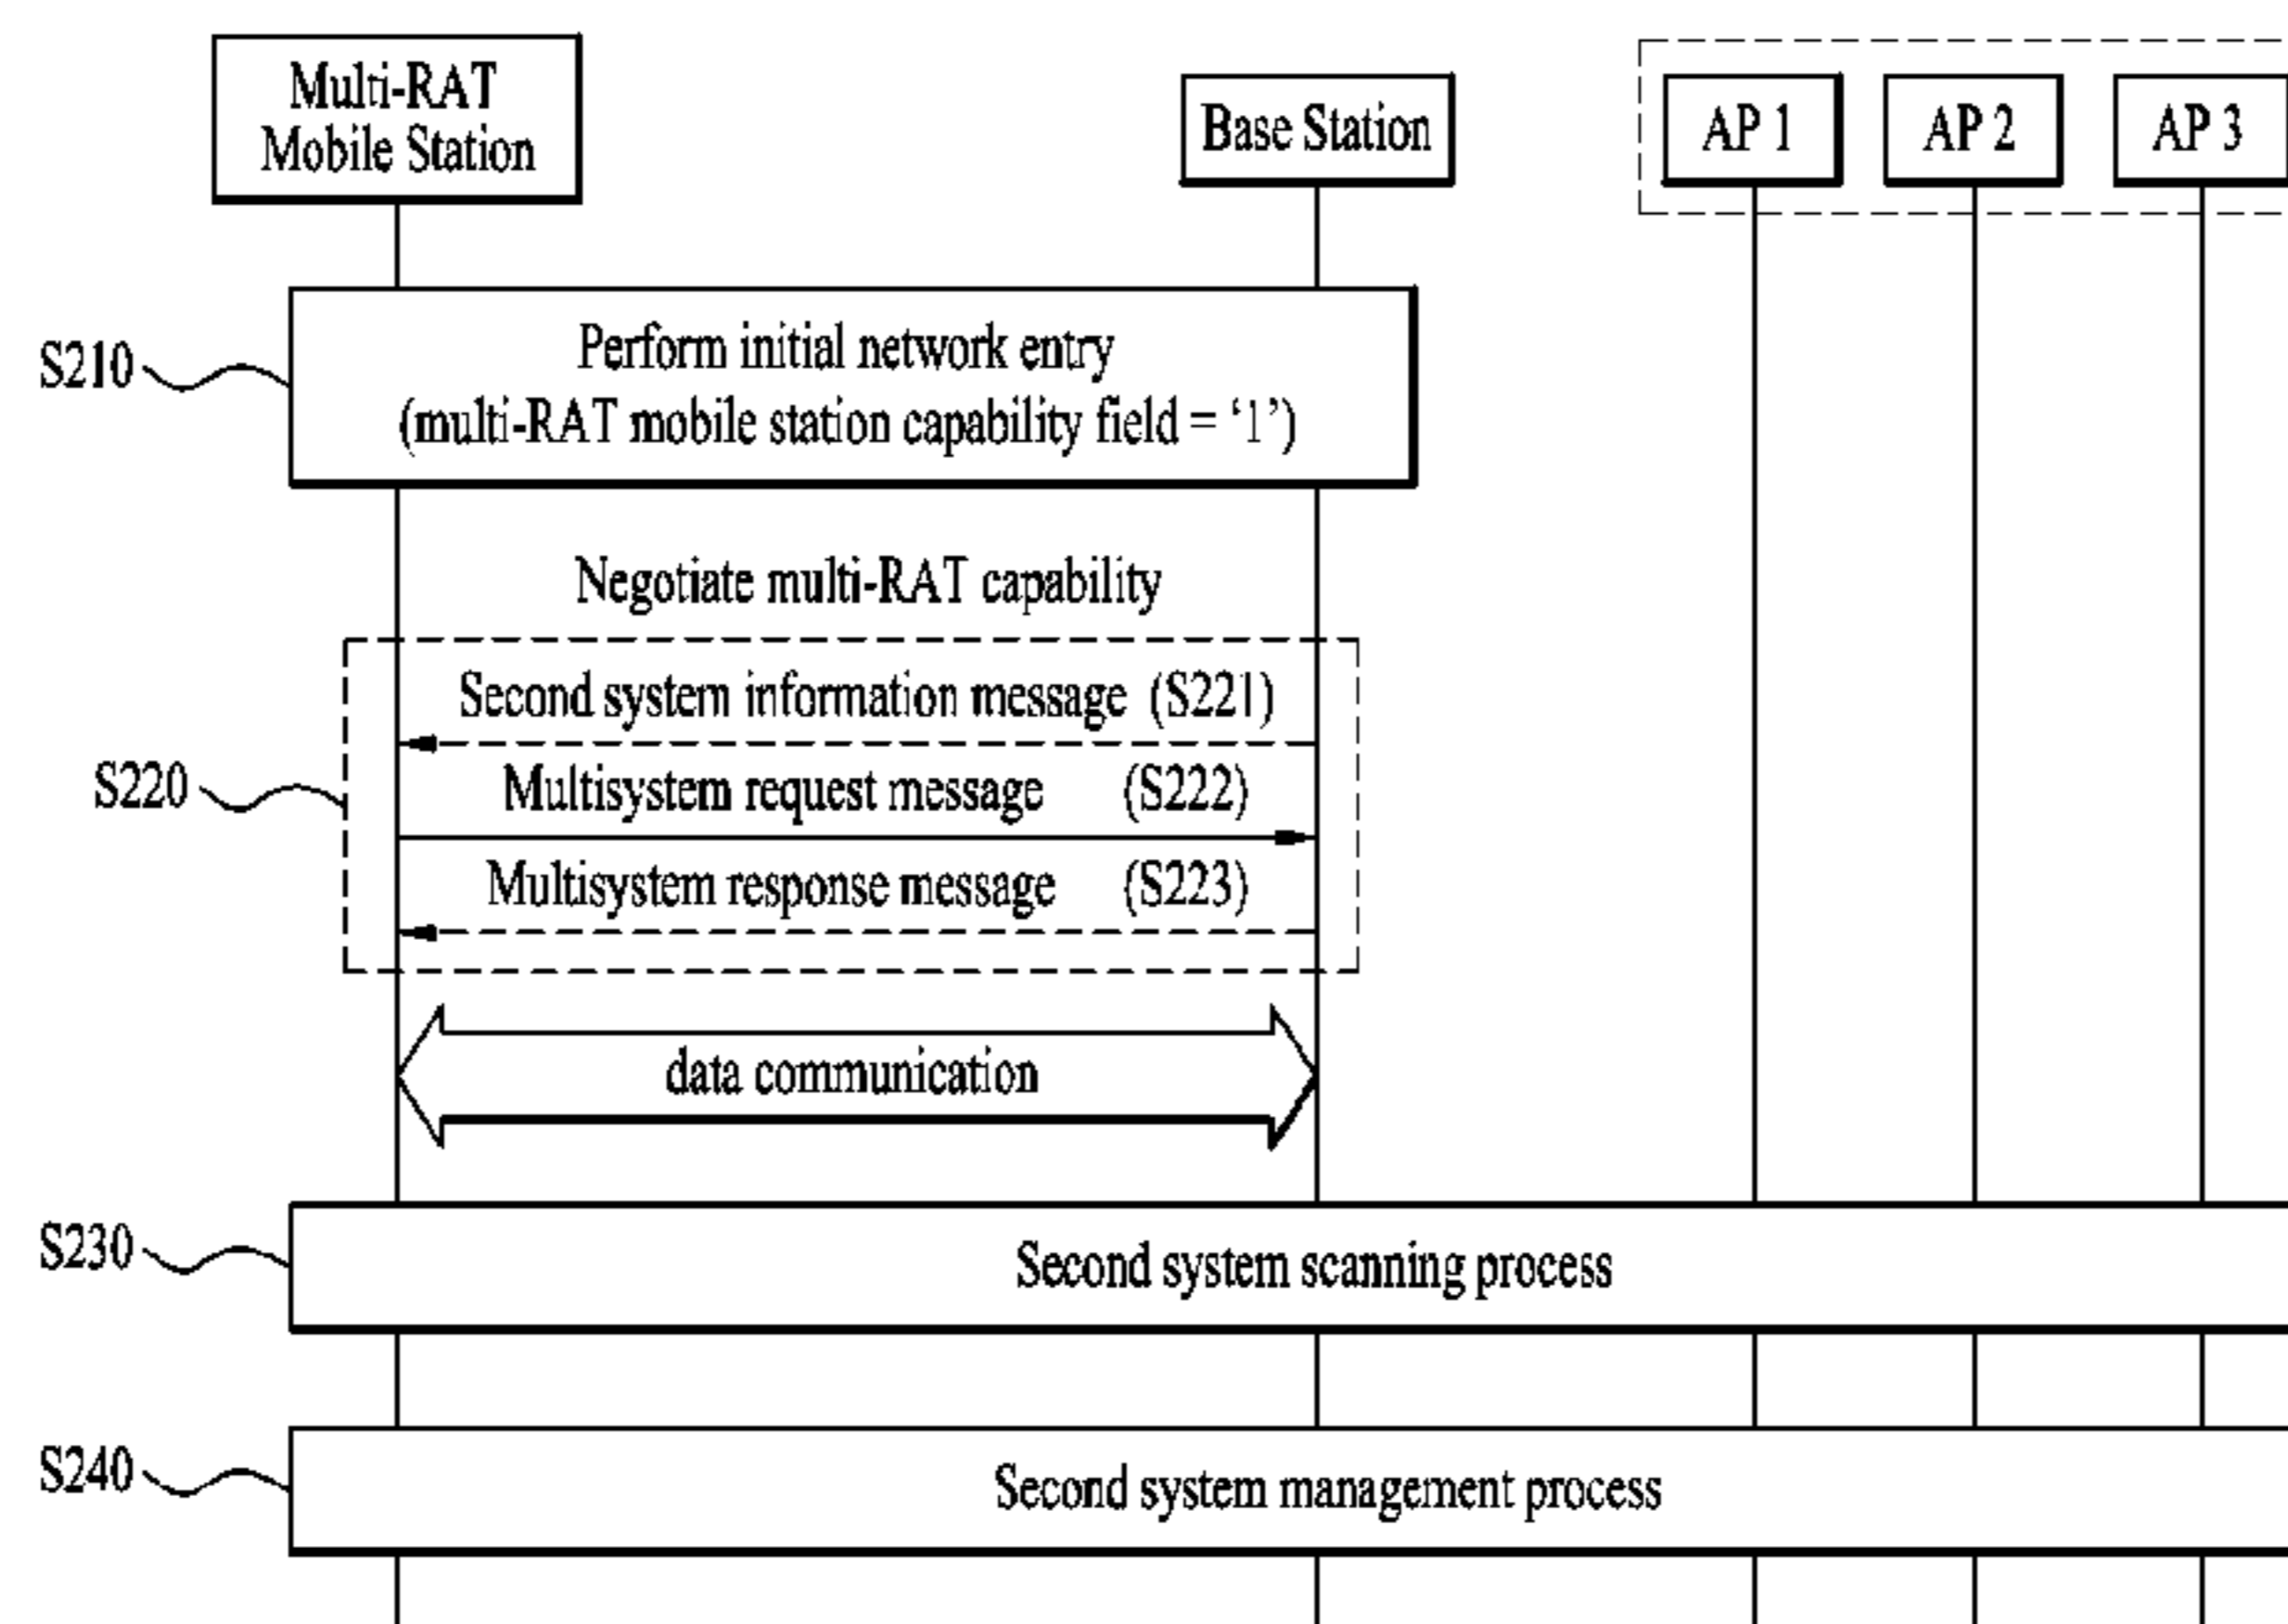 Multi-RAT
Mobile Station
Base Station
AP 1
AP 2
AP 3
S210
Perform initial network entry
(multi-RAT mobile station capability field = ‘1’)
Negotiate multi-RAT capability
S220
Second system information message (S221)
Multisystem request message (S222)
Multisystem response message (S223)
data communication
S230
Second system scanning process
S240
Second system management process